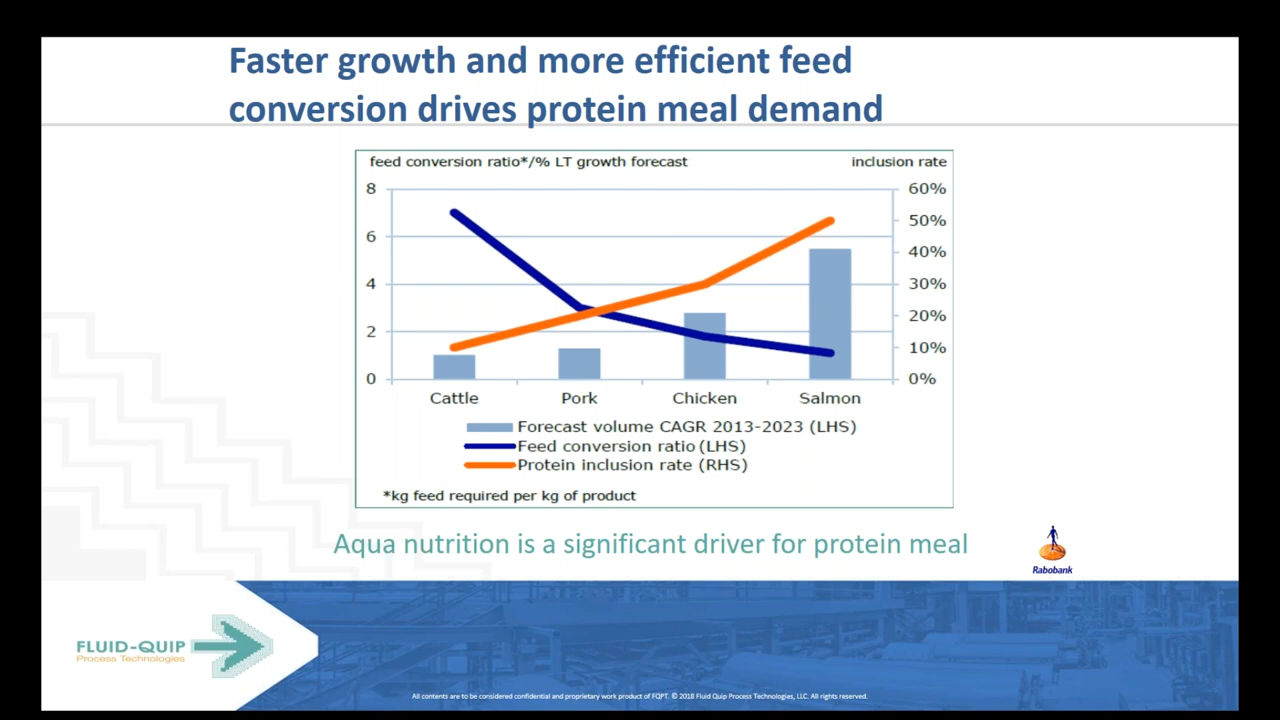 Faster growth and more efficient feed
conversion drives protein meal demand
feed conversion ratio*/% LT growth forecast
inclusion rate
8
6
4
2
0
60%
50%
40%
30%
20%
10%
0%
Cattle
Pork
Chicken
Salmon
Forecast volume CAGR 2013-2023 (LHS)
Feed conversion ratio (LHS)
Protein inclusion rate (RHS)
*kg feed required per kg of product
Aqua nutrition is a significant driver for protein meal
Rabobank
FLUID-QUIP
Process Technologies
All contents are to be considered confidential and proprietary work product of FQPT. © 2018 Fluid Quip Process Technologies, LLC. All rights reserved.